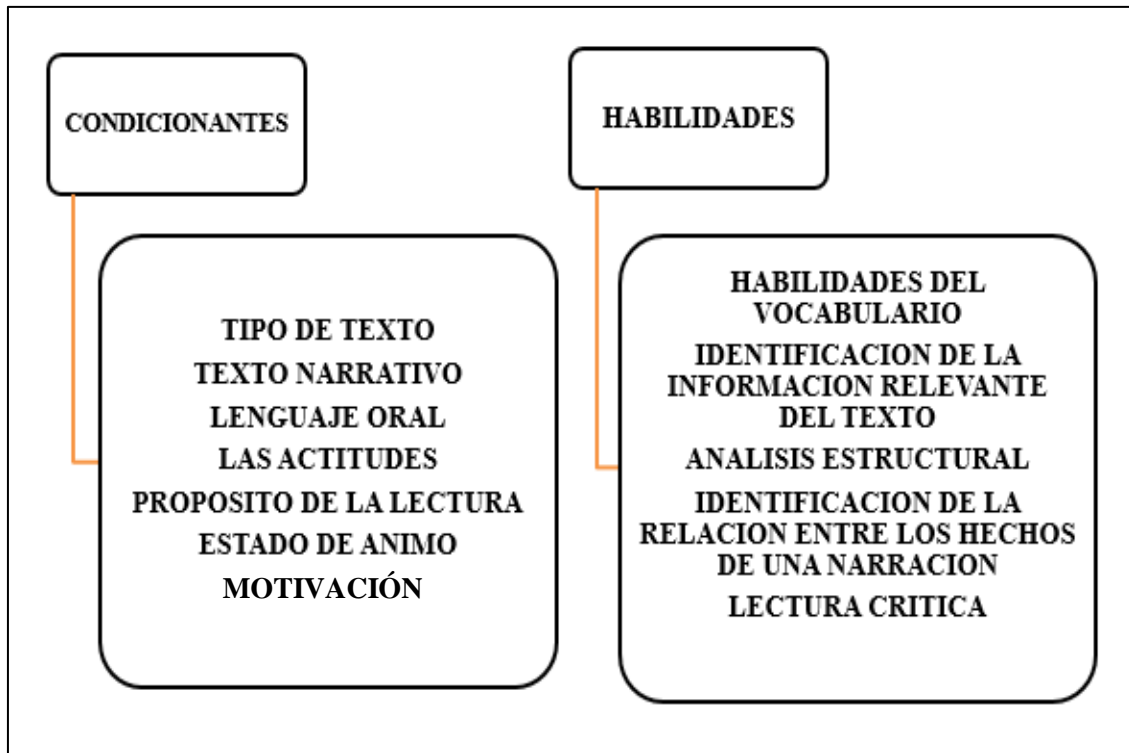 CONDICIONANTES
TIPO DE TEXTO
TEXTO NARRATIVO
LENGUAJE ORAL
LAS ACTITUDES
PROPOSITO DE LA LECTURA
ESTADO DE ANIMO
MOTIVACIÓN
HABILIDADES
HABILIDADES DEL
VOCABULARIO
IDENTIFICACION DE LA
INFORMACION RELEVANTE
DEL TEXTO
ANALISIS ESTRUCTURAL
IDENTIFICACION DE LA
RELACION ENTRE LOS HECHOS
DE UNA NARRACION
LECTURA CRITICA